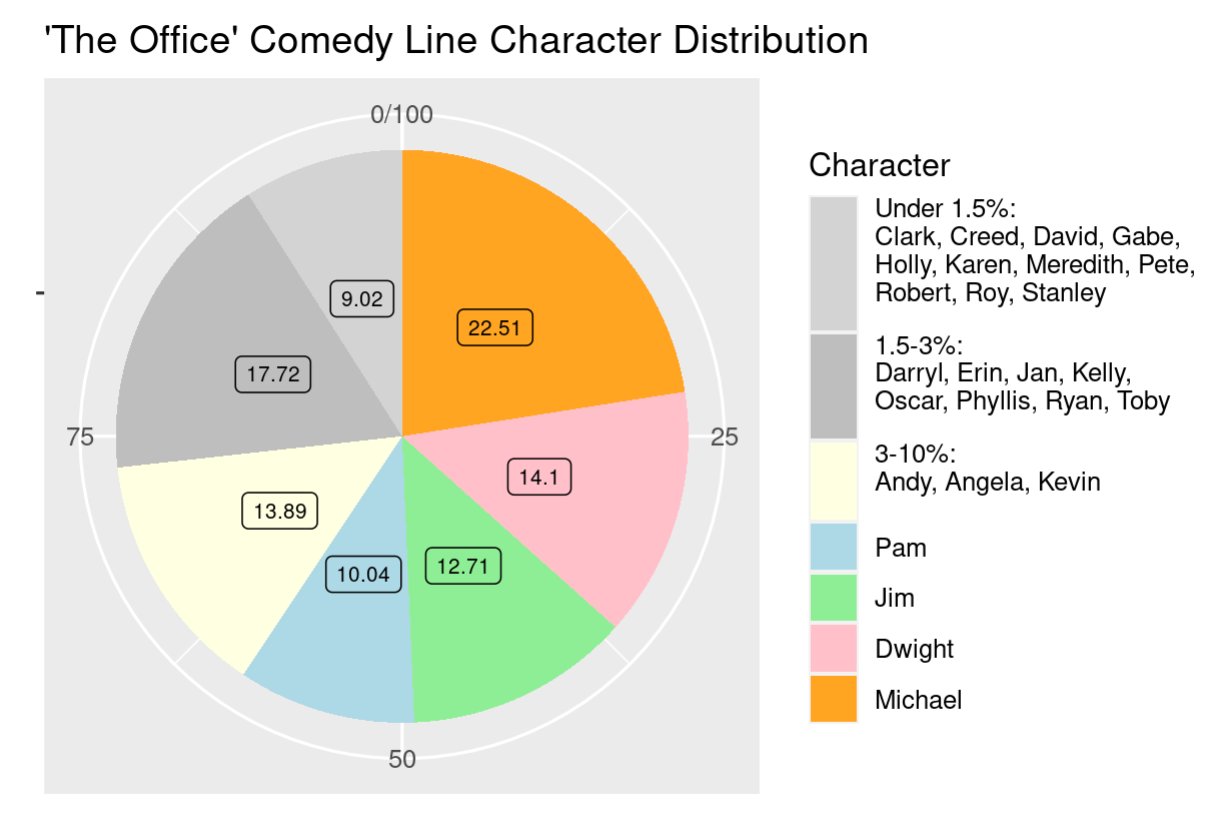 'The Office' Comedy Line Character Distribution
0/100
9.02
22.51
17.72
75
25
14.1
13.89
12.71
10.04
50
Character
Under 1.5%:
Clark, Creed, David, Gabe,
Holly, Karen, Meredith, Pete,
Robert, Roy, Stanley
1.5-3%:
Darryl, Erin, Jan, Kelly,
Oscar, Phyllis, Ryan, Toby
3-10%:
Andy, Angela, Kevin
Pam
Jim
Dwight
Michael